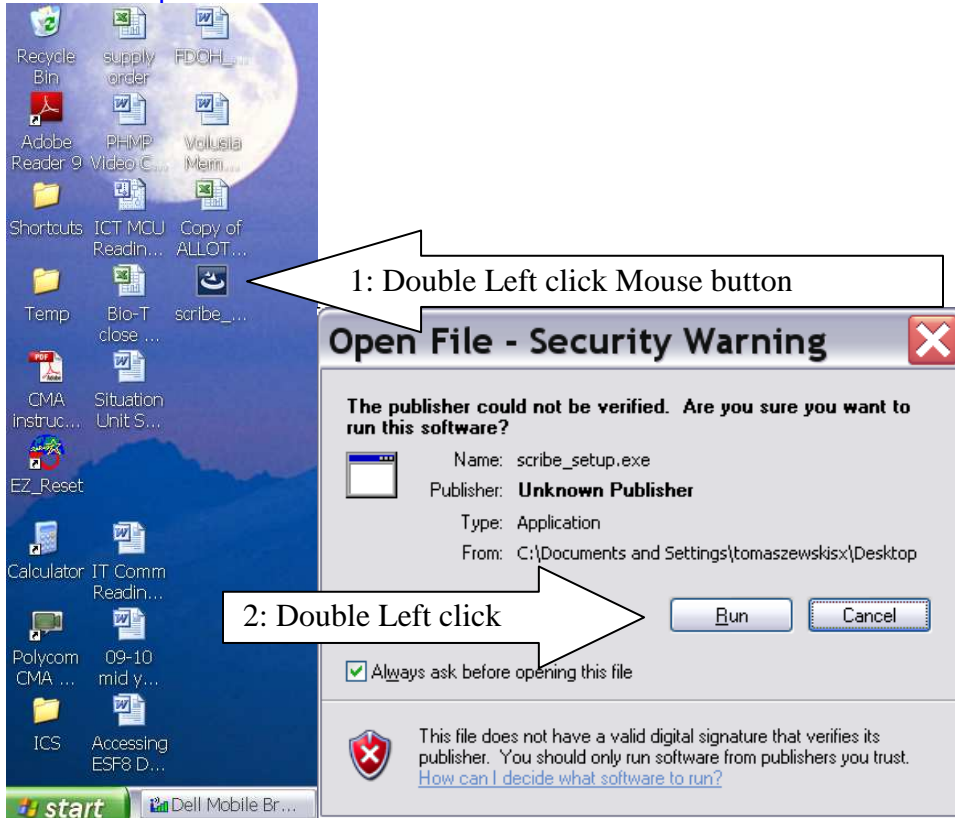 Recycle
Bin
supply
order
FDOH_...
Adobe
Reader 9
PHMP
Video C...
Vollusia
Mem...
Shortcuts
ICT MCU
Readin...
Copy of
ALLOT...
1: Double Left click Mouse button
Temp
Bio-T
close ...
scribe_...
Open File - Security Warning
CMA
instruc...
Situation
Unit S...
The publisher could not be verified. Are you sure you want to
run this software?
Name: scribe_setup.exe
EZ_Reset
Publisher: Unknown Publisher
Type: Application
From: C:\Documents and Settings\tomaszewskisx\Desktop
Calculator
IT Comm
Readin...
2: Double Left click
Run
Cancel
Polycom
CMA ...
09-10
mid y...
Always ask before opening this file
ICS
Accessing
ESF8 D...
This file does not have a valid digital signature that verifies its
publisher. You should only run software from publishers you trust.
How can I decide what software to run?
start
Dell Mobile Br...